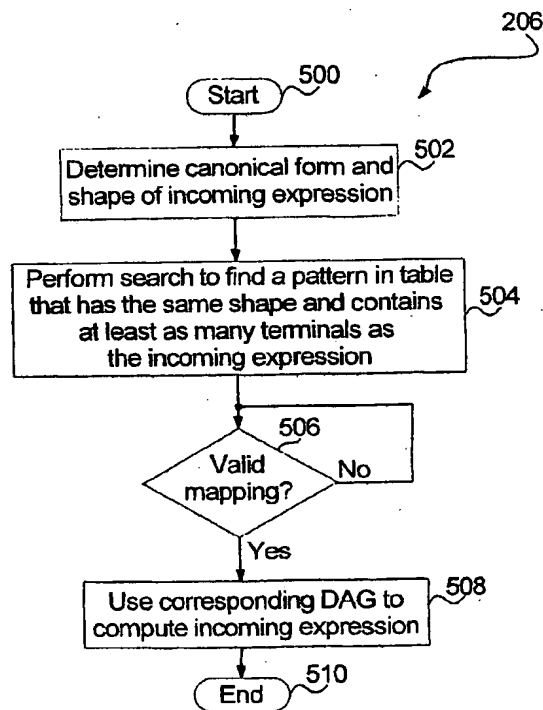 206
Start
500
Determine canonical form and
shape of incoming expression
502
Perform search to find a pattern in table
that has the same shape and contains
at least as many terminals as
the incoming expression
504
506
Valid
mapping?
No
Yes
Use corresponding DAG to
compute incoming expression
508
End
510